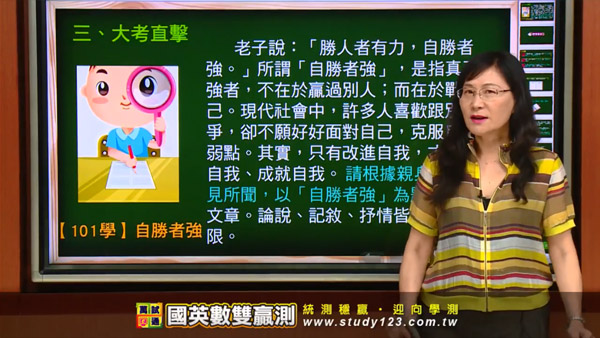 三、大考直擊
老子說：「勝人者有力，自勝者
強。」所謂「自勝者強」，是指真
強者，不在於贏過別人；而在於戰
己。現代社會中，許多人喜歡跟別
爭，卻不願好好面對自己，克服
弱點。其實，只有改進自我，
自我、成就自我。請根據親身
見所聞，以「自勝者強」為
文章。論說、記敘、抒情皆
限。
【101學】自勝者強
國英數雙贏測
統測穩贏・迎向學測
www.study123.com.tw